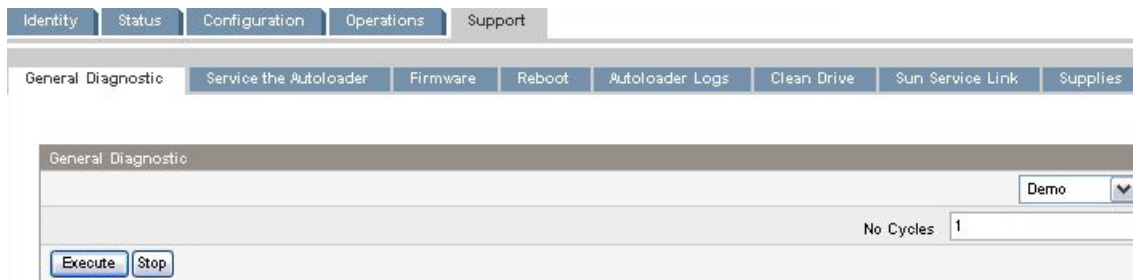 Identity Status Configuration Operations Support
General Diagnostic Service the Autoloader Firmware Reboot Autoloader Logs Clean Drive Sun Service Link Supplies
General Diagnostic
Demo
No Cycles 1
Execute Stop